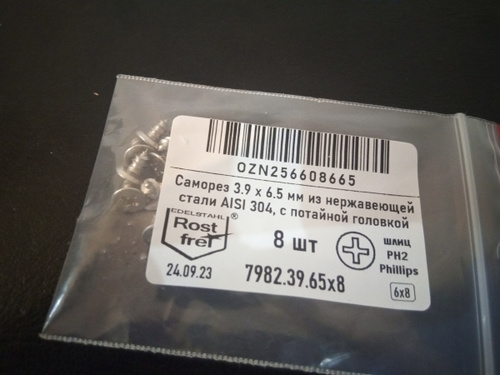 OZN256608665
Саморез 3.9 x 6.5 мм из нержавеющей
стали AISI 304, с потайной головкой
EDELSTAHL
Rost
frei
®
8 шт
шлиц
PH2
Phillips
24.09.23
7982.39.65x8
6x8